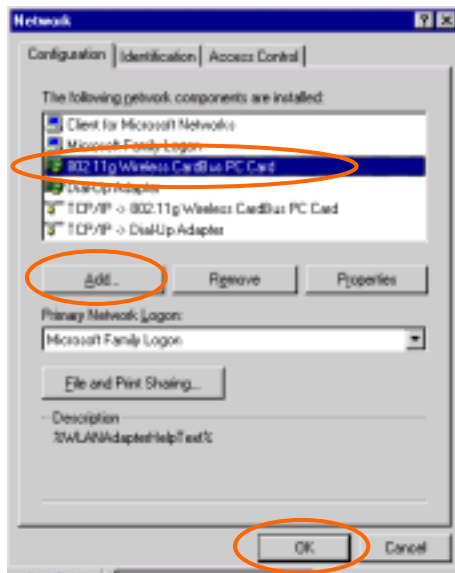 Network
Configuration Identification Access Control
The following network components are installed:
Client for Microsoft Networks
Microsoft Family Logon
802.11g Wireless CardBus PC Card
Dial-Up Adapter
TCP/IP -> 802.11g Wireless CardBus PC Card
TCP/IP -> Dial-Up Adapter
Add... Remove Properties
Primary Network Logon:
Microsoft Family Logon
File and Print Sharing...
Description
%WLANAdapterHelpText%
OK Cancel